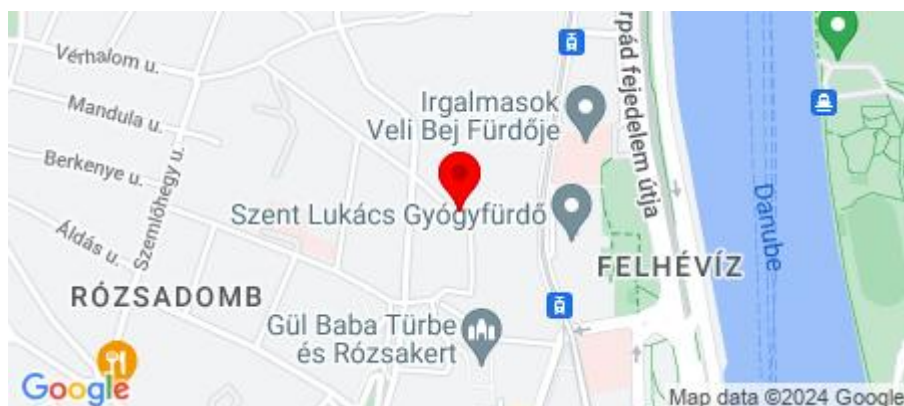 Vérhalom u.
Mandula u.
Berkenye u.
Áldás u.
Szemlőhegy u.
RÓZSADOMB
Irgalmasok
Veli Bej Fürdője
Szent Lukács Gyógyfürdő
Gül Baba Türbe
és Rózsakert
rpád fejedelem útja
FELHÉVÍZ
Danube
Google
Map data ©2024 Google